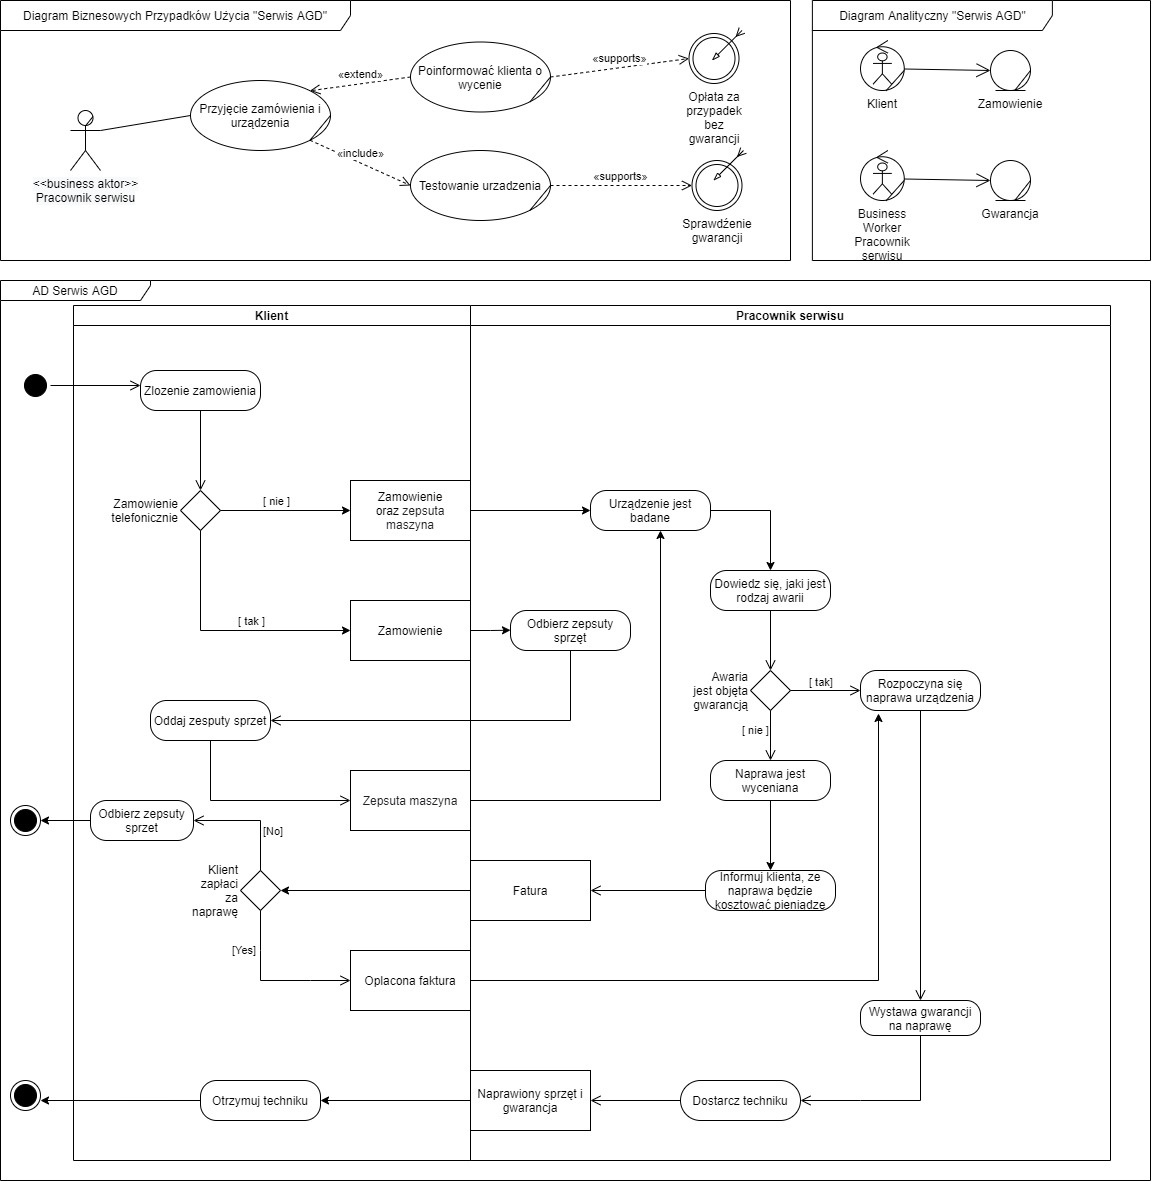 Diagram Biznesowych Przypadków Użycia "Serwis AGD"
«extend»
Poinformować klienta o
wycenie
«supports»
Opłata za
przypadek
bez
gwarancji
Przyjęcie zamówienia i
urządzenia
«include»
Testowanie urzadzenia
«supports»
Sprawdźenie
gwarancji
<<business aktor>>
Pracownik serwisu
Diagram Analityczny "Serwis AGD"
Klient
Zamowienie
Business
Worker
Pracownik
serwisu
Gwarancja
AD Serwis AGD
Klient
Pracownik serwisu
Zlozenie zamowienia
Zamowienie
telefonicznie
[ nie ]
Zamowienie
oraz zepsuta
maszyna
Urządzenie jest
badane
Dowiedz się, jaki jest
rodzaj awarii
[ tak ]
Zamowienie
Odbierz zepsuty
sprzęt
Awaria
jest objęta
gwarancją
[ tak]
Rozpoczyna się
naprawa urządzenia
[ nie ]
Oddaj zesputy sprzet
Zepsuta maszyna
Naprawa jest
wyceniana
Odbierz zepsuty
sprzet
[No]
Klient
zapłaci
za
naprawę
Fatura
Informuj klienta, ze
naprawa będzie
kosztować pieniadze
[Yes]
Oplacona faktura
Wystawa gwarancji
na naprawę
Otrzymuj techniku
Naprawiony sprzęt i
gwarancja
Dostarcz techniku